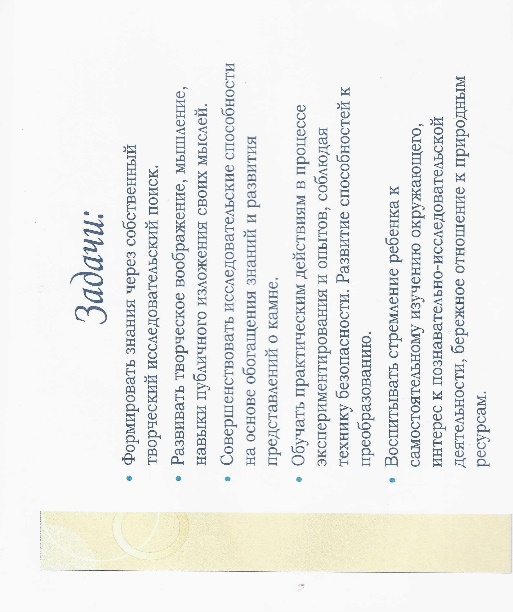 Задачи:
• Формировать знания через собственный
творческий исследовательский поиск.
• Развивать творческое воображение, мышление,
навыки публичного изложения своих мыслей.
• Совершенствовать исследовательские способности
на основе обогащения знаний и развития
представлений о камне.
• Обучать практическим действиям в процессе
экспериментирования и опытов, соблюдая
технику безопасности. Развитие способностей к
преобразованию.
• Воспитывать стремление ребенка к
самостоятельному изучению окружающего,
интерес к познавательно-исследовательской
деятельности, бережное отношение к природным
ресурсам.